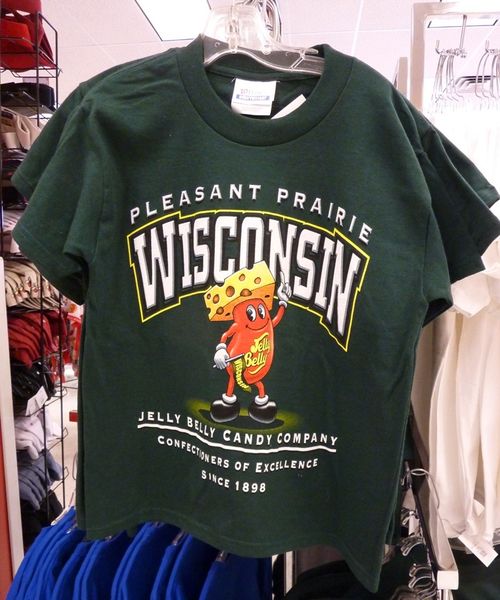 PLEASANT PRAIRIE
WISCONSIN
Jelly
Belly
JELLY BELLY CANDY COMPANY
CONFECTIONERS OF EXCELLENCE
SINCE 1898